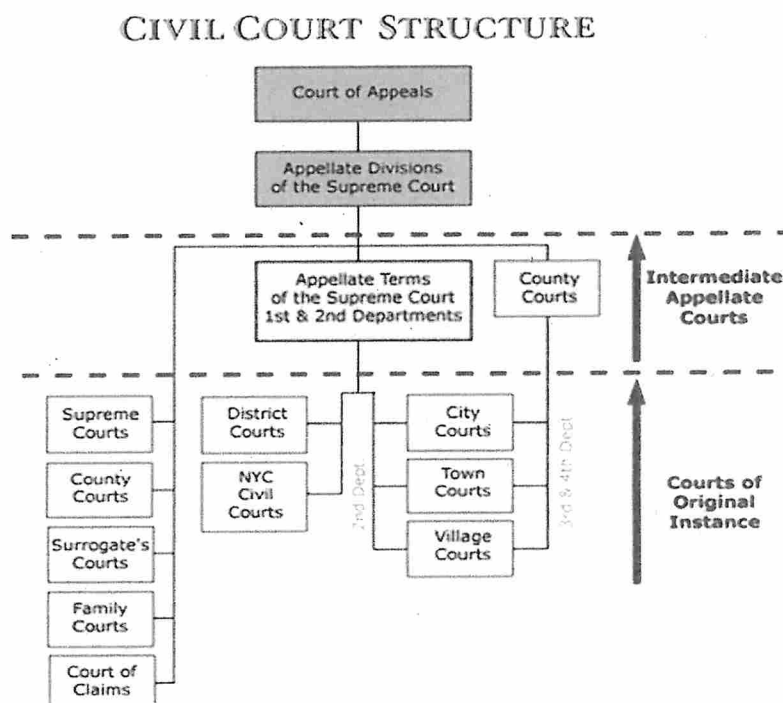 CIVIL COURT STRUCTURE
Court of Appeals
Appellate Divisions
of the Supreme Court
Appellate Terms
of the Supreme Court
1st & 2nd Departments
County
Courts
Intermediate
Appellate
Courts
Supreme
Courts
County
Courts
Surrogate's
Courts
Family
Courts
Court of
Claims
District
Courts
NYC
Civil
Courts
2nd Dept.
City
Courts
Town
Courts
Village
Courts
3rd & 4th Dept
Courts of
Original
Instance